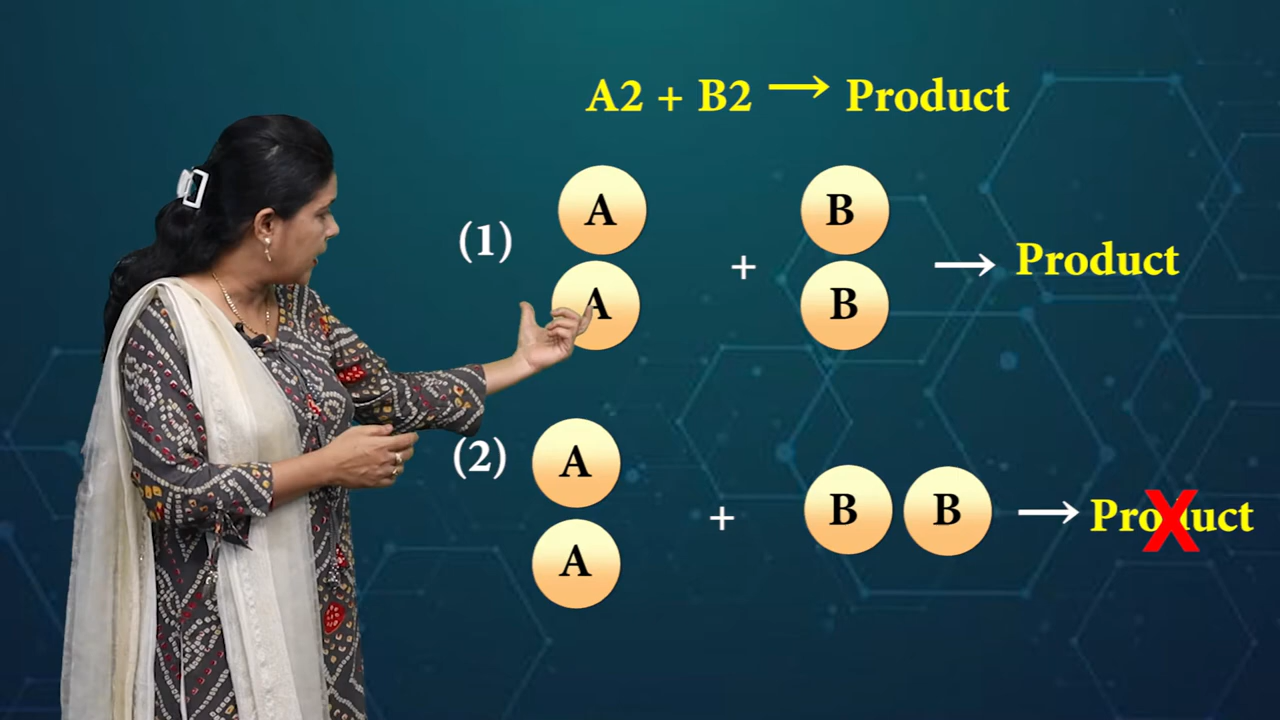 A2 + B2 → Product
(1) A B
+ → Product
A B
(2) A
+ B B → Product
A